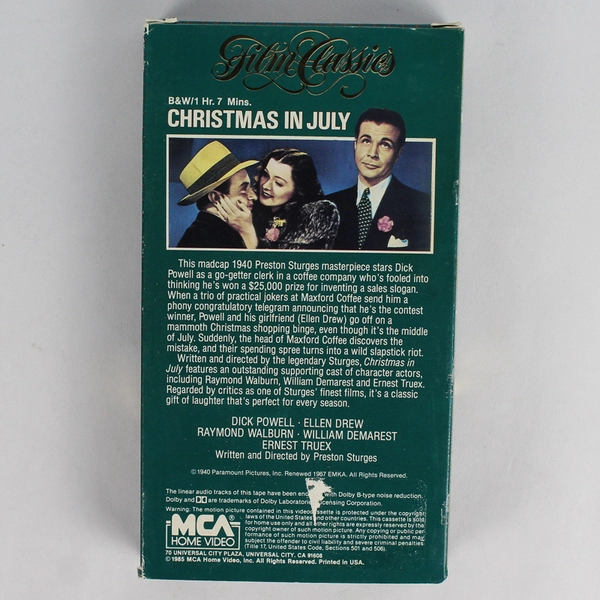 Film Classics
B&W/1 Hr. 7 Mins.
CHRISTMAS IN JULY
This madcap 1940 Preston Sturges masterpiece stars Dick
Powell as a go-getter clerk in a coffee company who's fooled into
thinking he's won a $25,000 prize for inventing a sales slogan.
When a trio of practical jokers at Maxford Coffee send him a
phony congratulatory telegram announcing that he's the contest
winner, Powell and his girlfriend (Ellen Drew) go off on a
mammoth Christmas shopping binge, even though it's the middle
of July. Suddenly, the head of Maxford Coffee discovers the
mistake, and their spending spree turns into a wild slapstick riot.
Written and directed by the legendary Sturges, Christmas in
July features an outstanding supporting cast of character actors,
including Raymond Walburn, William Demarest and Ernest Truex.
Regarded by critics as one of Sturges' finest films, it's a classic
gift of laughter that's perfect for every season.
DICK POWELL · ELLEN DREW
RAYMOND WALBURN · WILLIAM DEMAREST
ERNEST TRUEX
Written and Directed by Preston Sturges
©1940 Paramount Pictures, Inc. Renewed 1967 EMKA. All Rights Reserved.
The linear audio tracks of this tape have been with Dolby B-type noise reduction.
Dolby and are trademarks of Dolby Laboratories Licensing Corporation.
Warning: The motion picture contained in this videocassette is protected under the copyright
laws of the United States and other countries. This cassette is sold
for home use only and all other rights are expressly reserved by the
copyright owner of such motion picture. Any copying or public per-
formance of such motion picture is strictly prohibited and may
subject the offender to civil liability and severe criminal penalties.
(Title 17, United States Code, Sections 501 and 506).
MCA®
HOME VIDEO
70 UNIVERSAL CITY PLAZA, UNIVERSAL CITY, CA 91608
©1985 MCA Home Video, Inc. All Rights Reserved. Printed in USA.